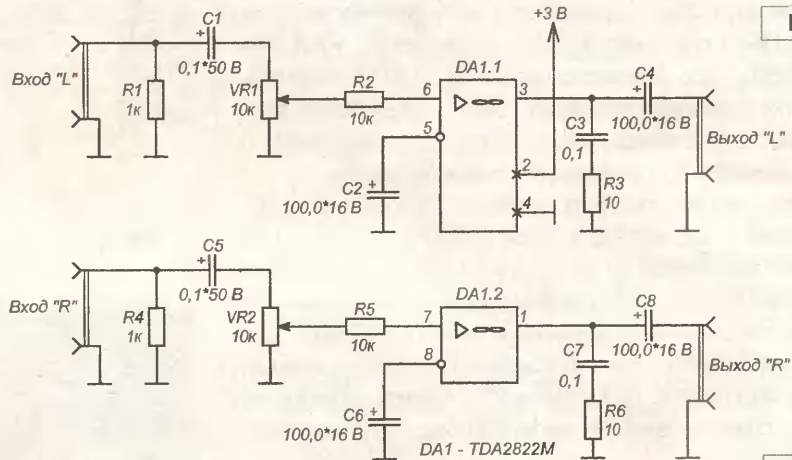 +3 В
C1
+
0,1*50 В
Вход "L"
R1
1к
VR1
10к
R2
10к
6
DA1.1
3
5
2
4
C2
+
100,0*16 В
C3
0,1
R3
10
C4
+
100,0*16 В
Выход "L"
C5
+
0,1*50 В
Вход "R"
R4
1к
VR2
10к
R5
10к
7
DA1.2
1
8
C6
+
100,0*16 В
C7
0,1
R6
10
C8
+
100,0*16 В
Выход "R"
DA1 - TDA2822M